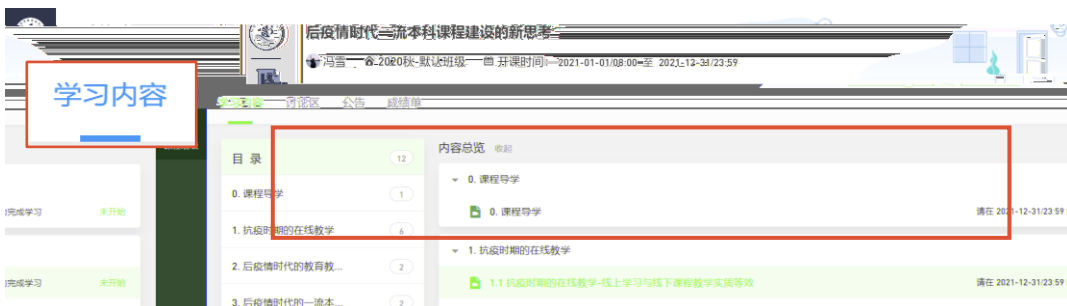 后疫情时代一流本科课程建设的新思考
冯雪 2020秋-默认班级 开课时间: 2021-01-01/08:00 至 2021-12-31/23:59
学习内容
学习内容 讨论区 公告 成绩单
目 录 12
内容总览 收起
0. 课程导学
0. 课程导学 1
0. 课程导学 请在 2021-12-31/23:59
的完成学习 未开始
1. 抗疫时期的在线教学 6
1. 抗疫时期的在线教学
2. 后疫情时代的教育教... 2
1.1 抗疫时期的在线教学-线上学习与线下课程教学实质等效 请在 2021-12-31/23:59
的完成学习 未开始
3. 后疫情时代的一流本... 2